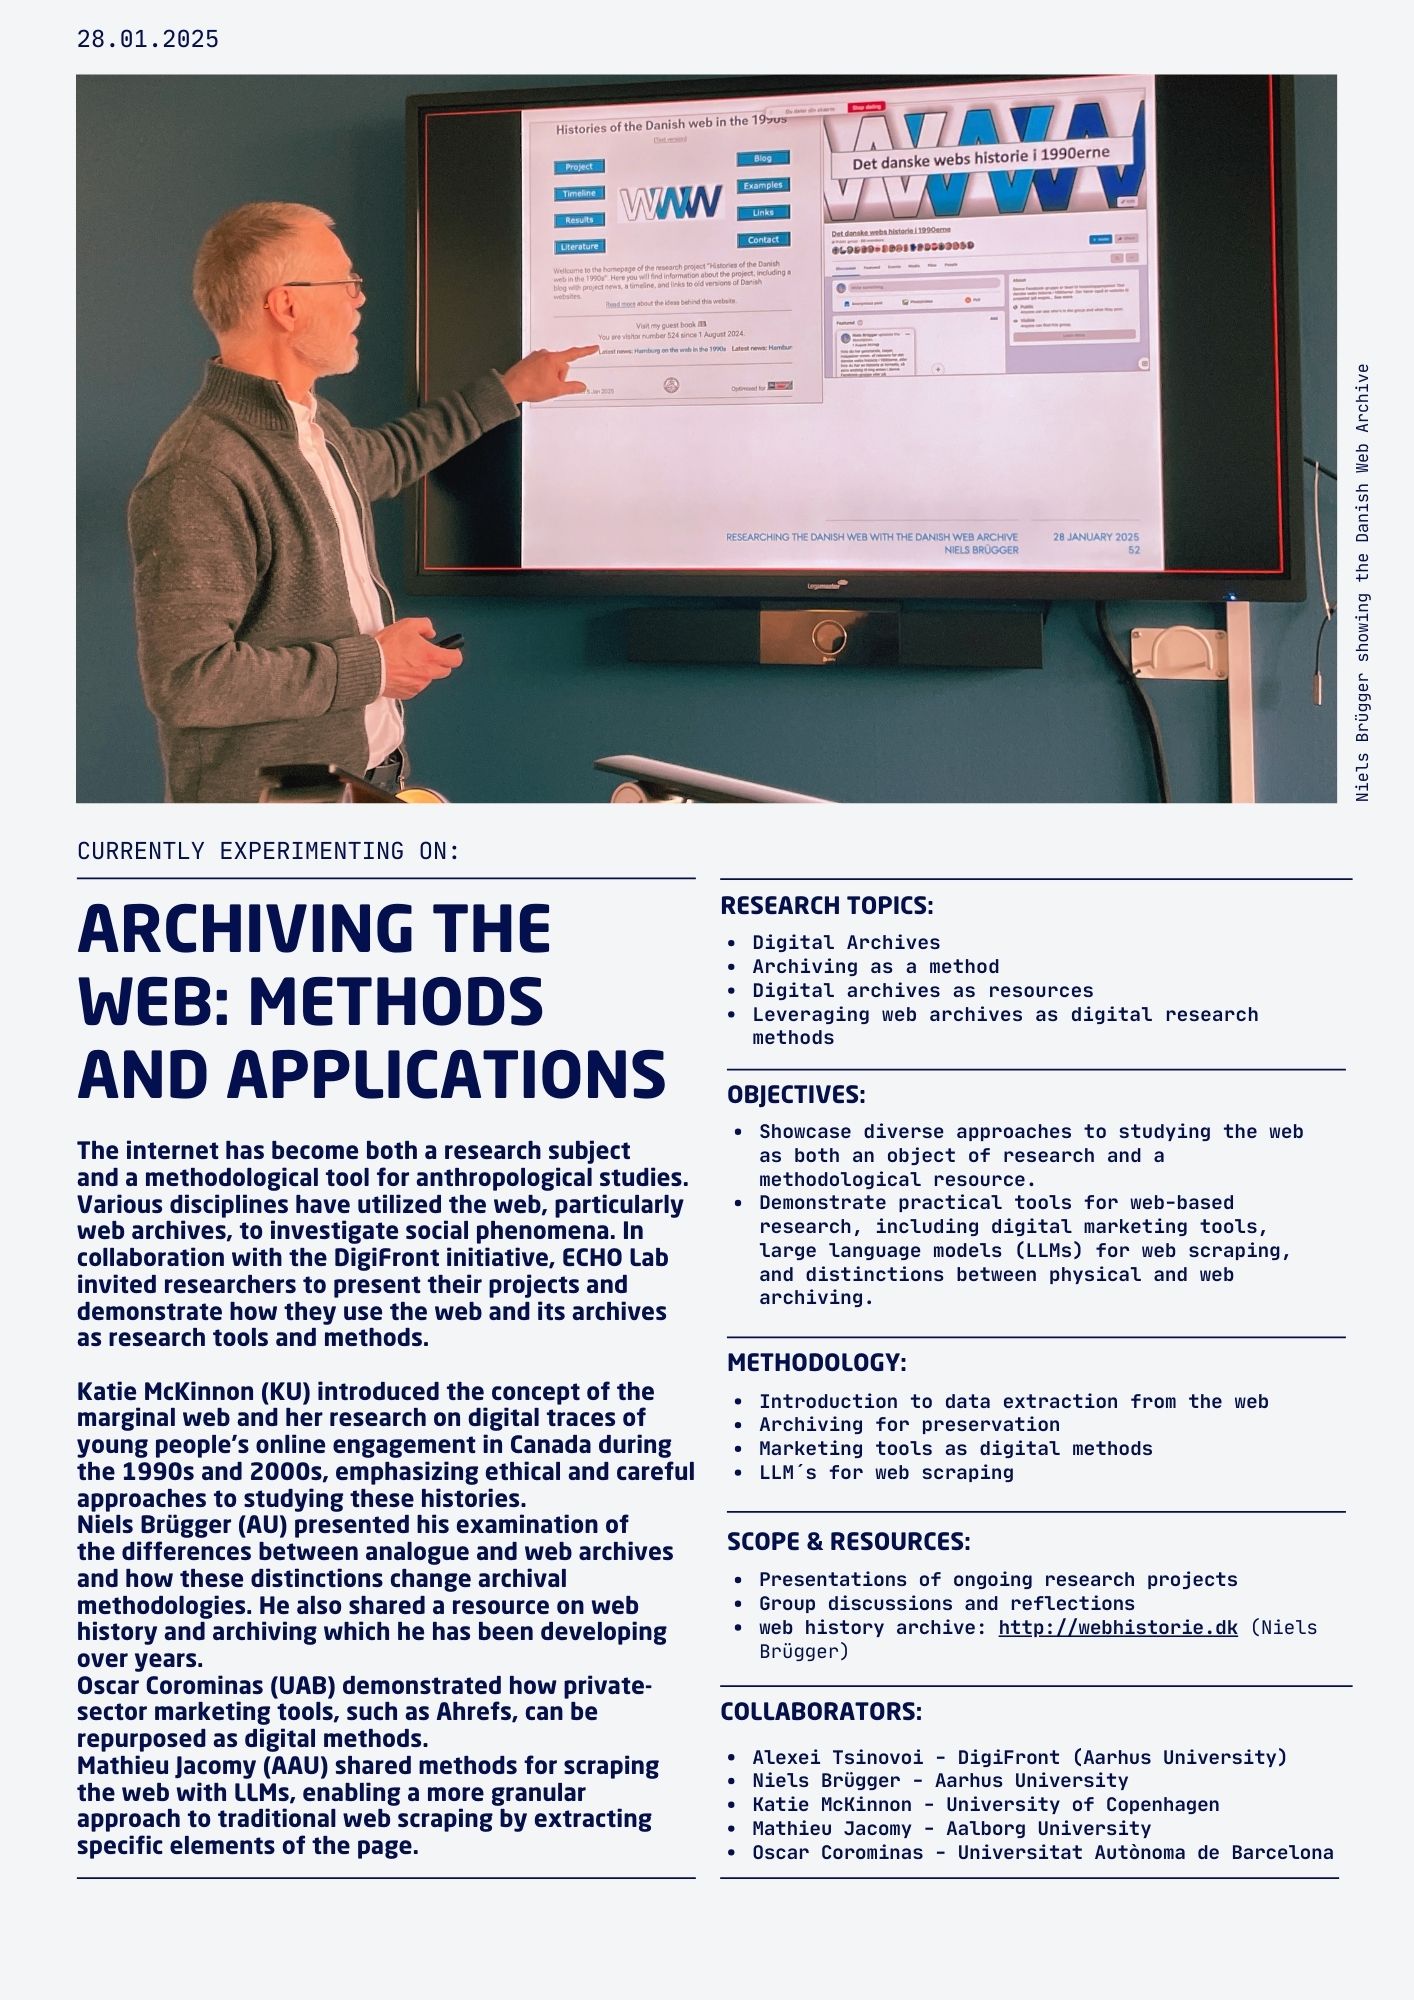 28.01.2025
Du deler din skærm
Stop deling
Histories of the Danish web in the 1990s
[Text version]
Project
Timeline
Results
Literature
Blog
Examples
Links
Contact
Wellcome to the homepage of the research project "Histories of the Danish
web in the 1990s". Here you will find information about the project, including a
blog with project news, a timeline, and links to old versions of Danish
websites.
Read more about the ideas behind this website.
Visit my guest book
You are visitor number 524 since 1 August 2024.
Latest news: Hamburg on the web in the 1990s Latest news: Hambur
Jan 2025
Optimised for
WWW
Det danske webs historie i 1990erne
Det danske webs historie i 1990erne
RESEARCHING THE DANISH WEB WITH THE DANISH WEB ARCHIVE
NIELS BRÜGGER
28 JANUARY 2025
52
Legamaster
Niels Brügger showing the Danish Web Archive
CURRENTLY EXPERIMENTING ON:
ARCHIVING THE
WEB: METHODS
AND APPLICATIONS
The internet has become both a research subject
and a methodological tool for anthropological studies.
Various disciplines have utilized the web, particularly
web archives, to investigate social phenomena. In
collaboration with the DigiFront initiative, ECHO Lab
invited researchers to present their projects and
demonstrate how they use the web and its archives
as research tools and methods.
Katie McKinnon (KU) introduced the concept of the
marginal web and her research on digital traces of
young people's online engagement in Canada during
the 1990s and 2000s, emphasizing ethical and careful
approaches to studying these histories.
Niels Brügger (AU) presented his examination of
the differences between analogue and web archives
and how these distinctions change archival
methodologies. He also shared a resource on web
history and archiving which he has been developing
over years.
Oscar Corominas (UAB) demonstrated how private-
sector marketing tools, such as Ahrefs, can be
repurposed as digital methods.
Mathieu Jacomy (AAU) shared methods for scraping
the web with LLMs, enabling a more granular
approach to traditional web scraping by extracting
specific elements of the page.
RESEARCH TOPICS:
• Digital Archives
• Archiving as a method
• Digital archives as resources
• Leveraging web archives as digital research
methods
OBJECTIVES:
• Showcase diverse approaches to studying the web
as both an object of research and a
methodological resource.
• Demonstrate practical tools for web-based
research, including digital marketing tools,
large language models (LLMs) for web scraping,
and distinctions between physical and web
archiving.
METHODOLOGY:
• Introduction to data extraction from the web
• Archiving for preservation
• Marketing tools as digital methods
• LLM´s for web scraping
SCOPE & RESOURCES:
• Presentations of ongoing research projects
• Group discussions and reflections
• web history archive: http://webhistorie.dk (Niels
Brügger)
COLLABORATORS:
• Alexei Tsinovoi – DigiFront (Aarhus University)
• Niels Brügger – Aarhus University
• Katie McKinnon – University of Copenhagen
• Mathieu Jacomy – Aalborg University
• Oscar Corominas – Universitat Autònoma de Barcelona